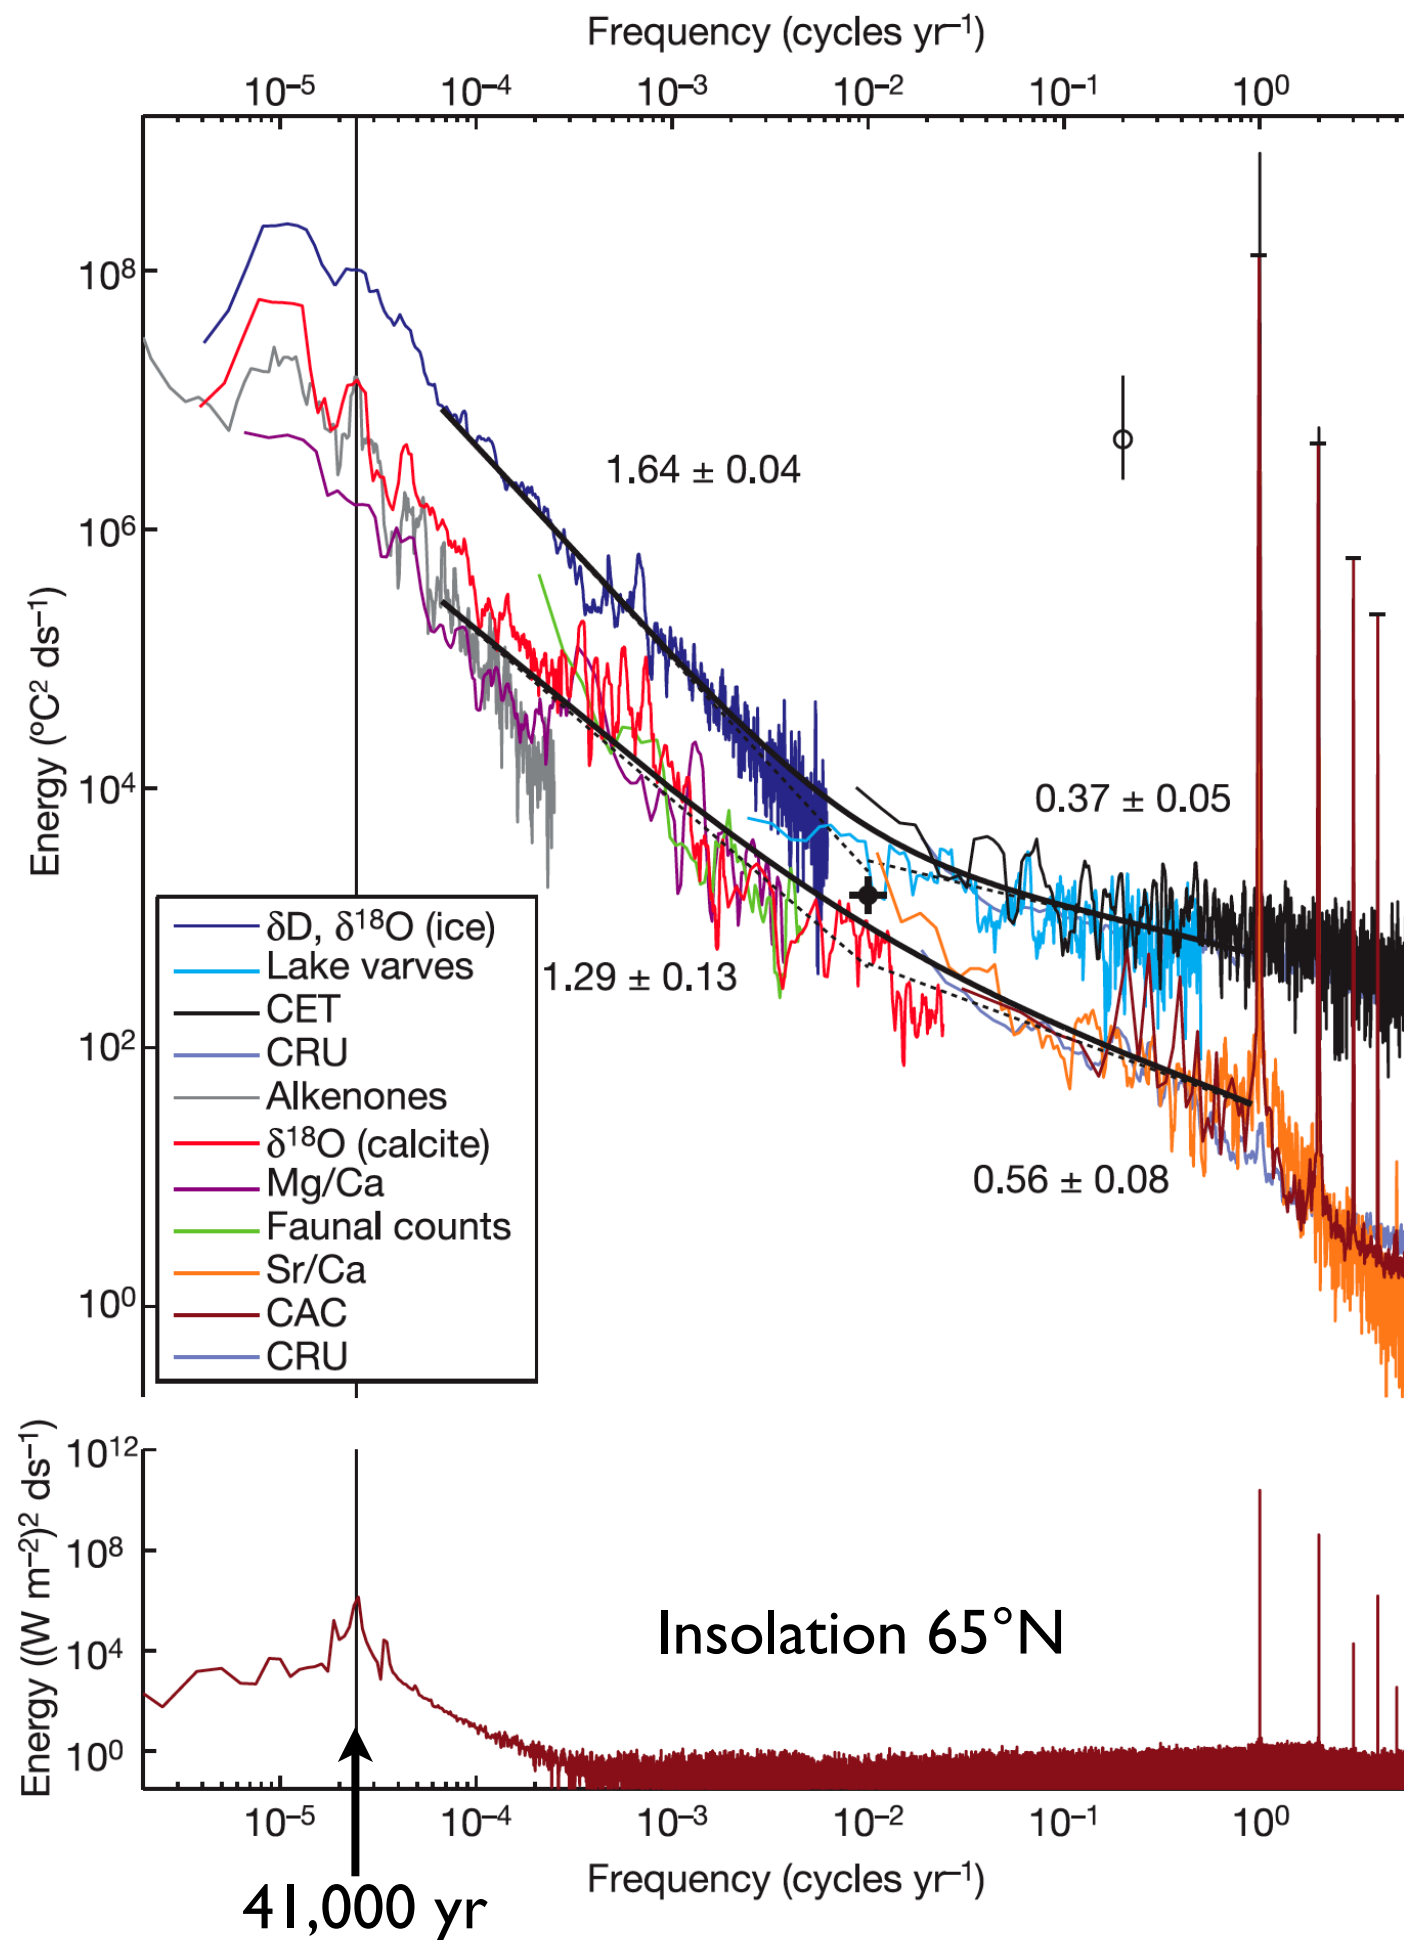 Frequency (cycles yr⁻¹)
10⁻⁵ 10⁻⁴ 10⁻³ 10⁻² 10⁻¹ 10⁰
Energy (ºC² ds⁻¹)
10⁸
10⁶
10⁴
10²
10⁰
1.64 ± 0.04
0.37 ± 0.05
1.29 ± 0.13
0.56 ± 0.08
δD, δ¹⁸O (ice)
Lake varves
CET
CRU
Alkenones
δ¹⁸O (calcite)
Mg/Ca
Faunal counts
Sr/Ca
CAC
CRU
Energy ((W m⁻²)² ds⁻¹)
10¹²
10⁸
10⁴
10⁰
Insolation 65°N
10⁻⁵ 10⁻⁴ 10⁻³ 10⁻² 10⁻¹ 10⁰
Frequency (cycles yr⁻¹)
41,000 yr